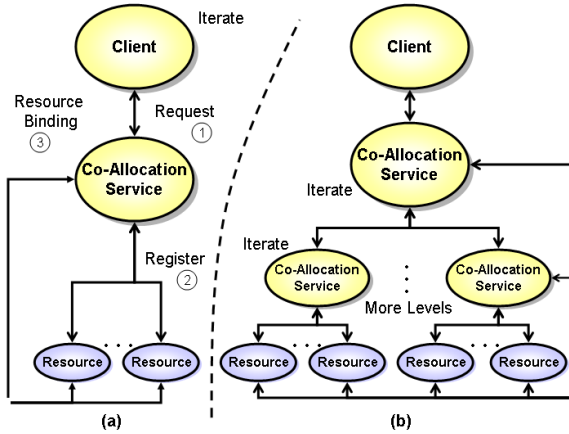 Iterate
Client
Resource
Binding
3
Request
1
Co-Allocation
Service
Register
2
. . .
Resource
Resource
(a)
Client
Co-Allocation
Service
Iterate
Iterate
Co-Allocation
Service
Co-Allocation
Service
More Levels
. . .
. . .
Resource
Resource
Resource
Resource
(b)